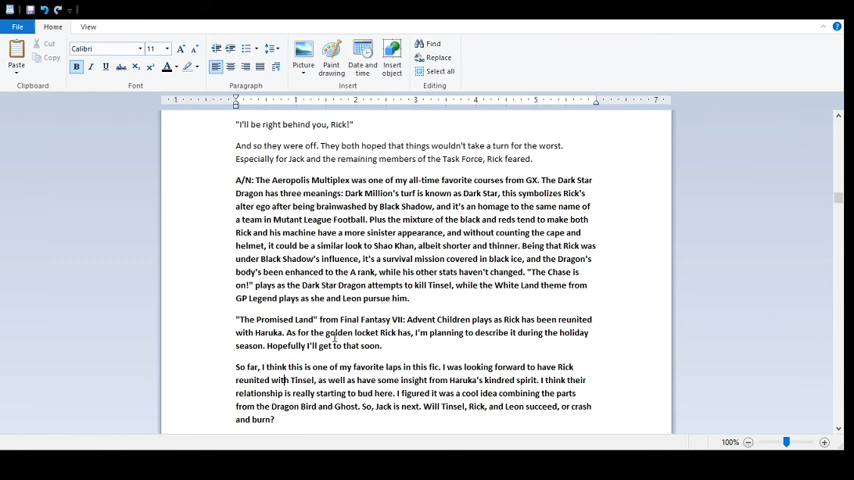 File Home View
Cut
Copy
Paste
Calibri 11
B I U abc X₂ X² A
Picture Paint drawing Date and time Insert object
Find
Replace
Select all
Clipboard Font Paragraph Insert Editing
1 1 2 3 4 5 7
"I'll be right behind you, Rick!"
And so they were off. They both hoped that things wouldn't take a turn for the worst.
Especially for Jack and the remaining members of the Task Force, Rick feared.
A/N: The Aeropolis Multiplex was one of my all-time favorite courses from GX. The Dark Star
Dragon has three meanings: Dark Million's turf is known as Dark Star, this symbolizes Rick's
alter ego after being brainwashed by Black Shadow, and it's an homage to the same name of
a team in Mutant League Football. Plus the mixture of the black and reds tend to make both
Rick and his machine have a more sinister appearance, and without counting the cape and
helmet, it could be a similar look to Shao Khan, albeit shorter and thinner. Being that Rick was
under Black Shadow's influence, it's a survival mission covered in black ice, and the Dragon's
body's been enhanced to the A rank, while his other stats haven't changed. "The Chase is
on!" plays as the Dark Star Dragon attempts to kill Tinsel, while the White Land theme from
GP Legend plays as she and Leon pursue him.
"The Promised Land" from Final Fantasy VII: Advent Children plays as Rick has been reunited
with Haruka. As for the golden locket Rick has, I'm planning to describe it during the holiday
season. Hopefully I'll get to that soon.
So far, I think this is one of my favorite laps in this fic. I was looking forward to have Rick
reunited with Tinsel, as well as have some insight from Haruka's kindred spirit. I think their
relationship is really starting to bud here. I figured it was a cool idea combining the parts
from the Dragon Bird and Ghost. So, Jack is next. Will Tinsel, Rick, and Leon succeed, or crash
and burn?
100%